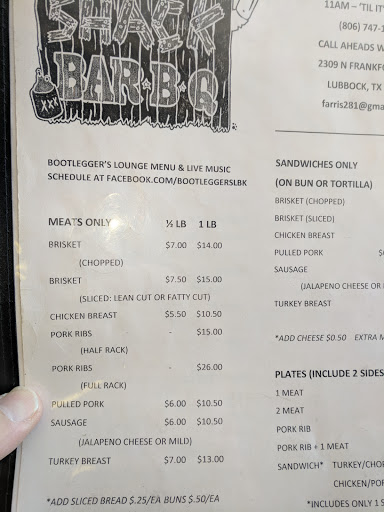 SHACK
BAR·B·Q
XXX
11AM – 'TIL IT'
(806) 747-1
CALL AHEADS W
2309 N FRANKFO
LUBBOCK, TX
farris281@gma
BOOTLEGGER'S LOUNGE MENU & LIVE MUSIC
SCHEDULE AT FACEBOOK.COM/BOOTLEGGERSLBK
MEATS ONLY ½ LB 1 LB
BRISKET $7.00 $14.00
(CHOPPED)
BRISKET $7.50 $15.00
(SLICED: LEAN CUT OR FATTY CUT)
CHICKEN BREAST $5.50 $10.50
PORK RIBS - $15.00
(HALF RACK)
PORK RIBS - $26.00
(FULL RACK)
PULLED PORK $6.00 $10.50
SAUSAGE $6.00 $10.50
(JALAPENO CHEESE OR MILD)
TURKEY BREAST $7.00 $13.00
*ADD SLICED BREAD $.25/EA BUNS $.50/EA
SANDWICHES ONLY
(ON BUN OR TORTILLA)
BRISKET (CHOPPED)
BRISKET (SLICED)
CHICKEN BREAST
PULLED PORK $6
SAUSAGE
(JALAPENO CHEESE OR
TURKEY BREAST
*ADD CHEESE $0.50 EXTRA M
PLATES (INCLUDE 2 SIDES
1 MEAT
2 MEAT
PORK RIB
PORK RIB + 1 MEAT
SANDWICH* TURKEY/CHOP
CHICKEN/POR
*INCLUDES ONLY 1 S